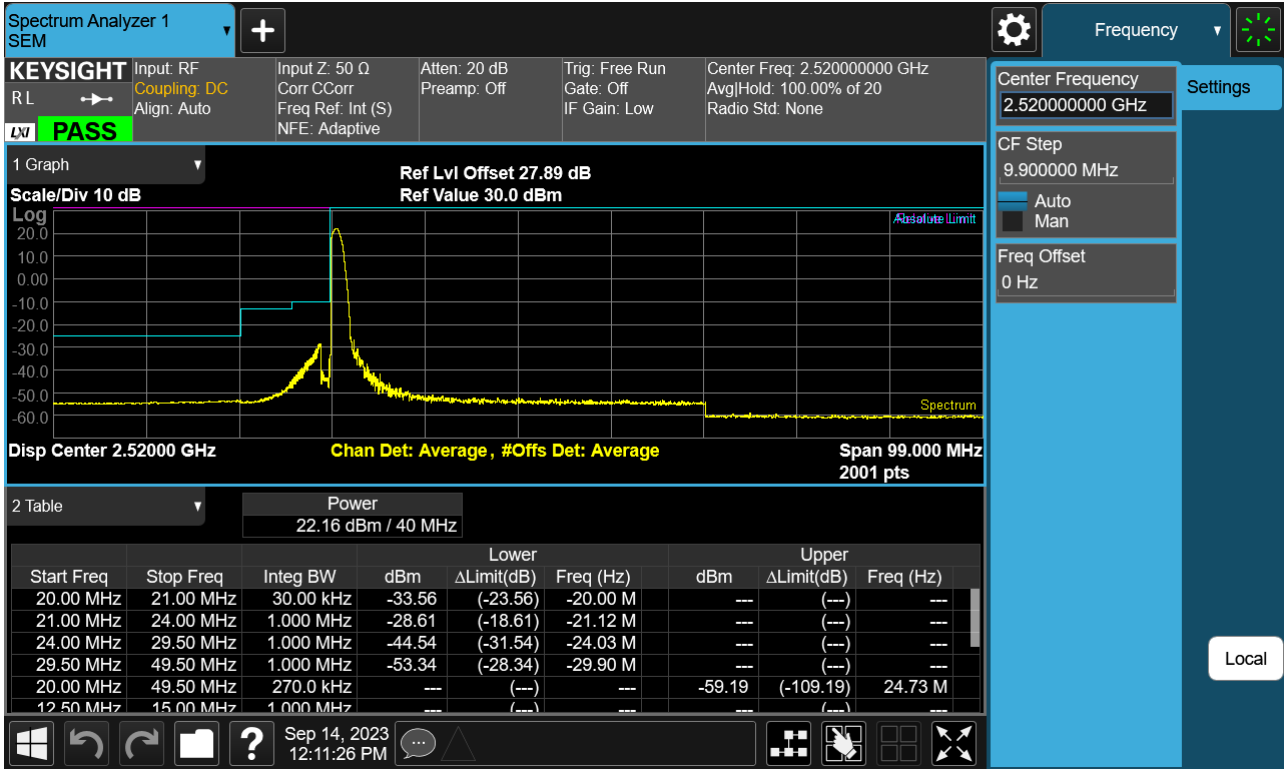 Spectrum Analyzer 1
SEM
Frequency
KEYSIGHT
RL
LXI PASS
Input: RF
Coupling: DC
Align: Auto
Input Z: 50 Ω
Corr CCorr
Freq Ref: Int (S)
NFE: Adaptive
Atten: 20 dB
Preamp: Off
Trig: Free Run
Gate: Off
IF Gain: Low
Center Freq: 2.520000000 GHz
Avg|Hold: 100.00% of 20
Radio Std: None
Center Frequency
2.520000000 GHz
Settings
CF Step
9.900000 MHz
Auto
Man
Freq Offset
0 Hz
Local
1 Graph
Ref Lvl Offset 27.89 dB
Scale/Div 10 dB
Ref Value 30.0 dBm
Log
Absolute Limit
20.0
10.0
0.00
-10.0
-20.0
-30.0
-40.0
-50.0
-60.0
Spectrum
Disp Center 2.52000 GHz
Chan Det: Average , #Offs Det: Average
Span 99.000 MHz
2001 pts
2 Table
Power
22.16 dBm / 40 MHz
Lower Upper
Start Freq Stop Freq Integ BW dBm ΔLimit(dB) Freq (Hz) dBm ΔLimit(dB) Freq (Hz)
20.00 MHz 21.00 MHz 30.00 kHz -33.56 (-23.56) -20.00 M --- (---) ---
21.00 MHz 24.00 MHz 1.000 MHz -28.61 (-18.61) -21.12 M --- (---) ---
24.00 MHz 29.50 MHz 1.000 MHz -44.54 (-31.54) -24.03 M --- (---) ---
29.50 MHz 49.50 MHz 1.000 MHz -53.34 (-28.34) -29.90 M --- (---) ---
20.00 MHz 49.50 MHz 270.0 kHz --- (---) --- -59.19 (-109.19) 24.73 M
12.50 MHz 15.00 MHz 1.000 MHz --- (---) --- --- (---) ---
?
Sep 14, 2023
12:11:26 PM